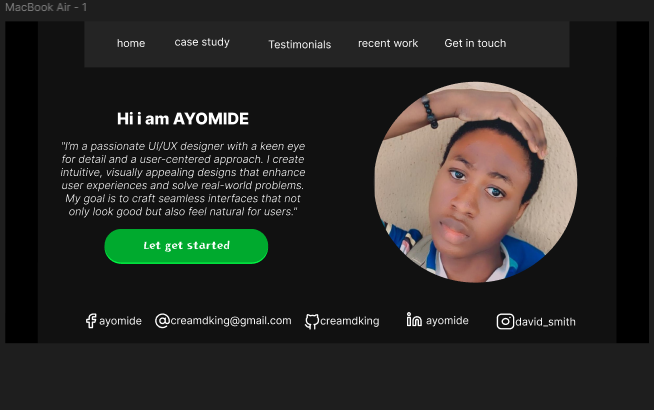 MacBook Air - 1
home case study Testimonials recent work Get in touch
Hi i am AYOMIDE
"I'm a passionate UI/UX designer with a keen eye
for detail and a user-centered approach. I create
intuitive, visually appealing designs that enhance
user experiences and solve real-world problems.
My goal is to craft seamless interfaces that not
only look good but also feel natural for users."
Let get started
ayomide creamdking@gmail.com creamdking ayomide david_smith